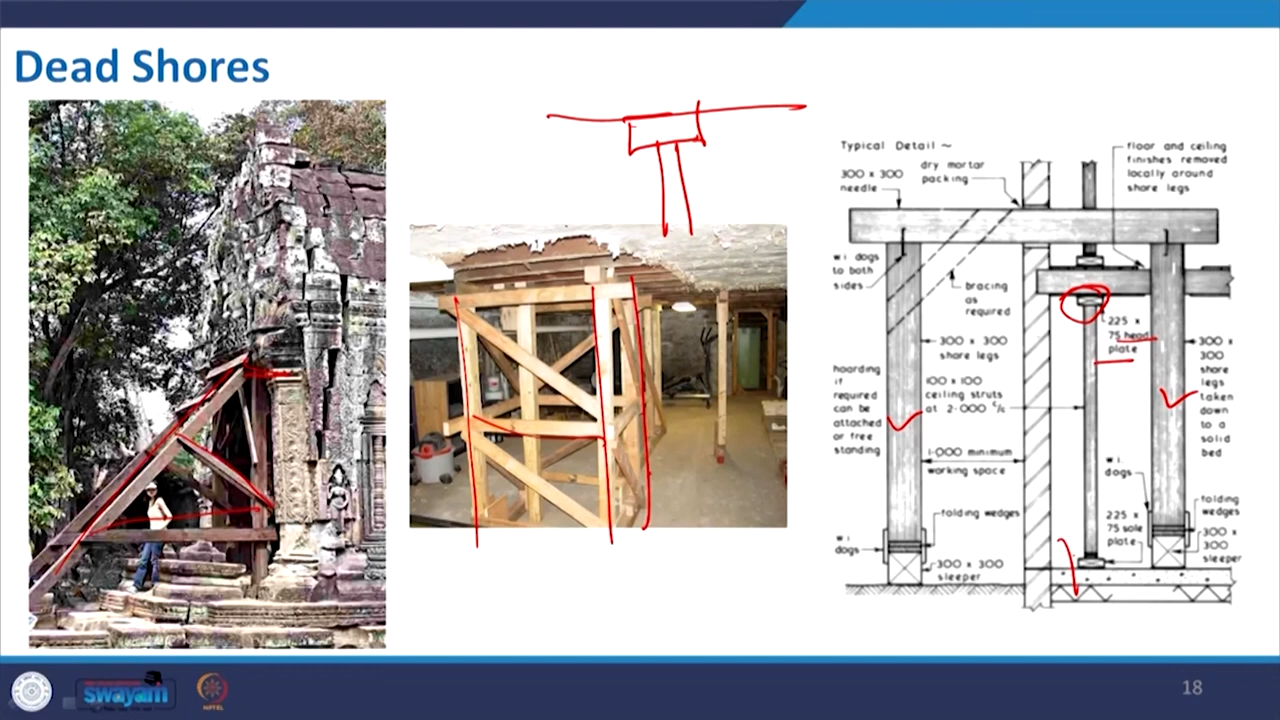 Dead Shores
Typical Detail ~
300 x 300
needle
dry mortar
packing
floor and ceiling
finishes removed
locally around
shore legs
w.i. dogs
to both
sides
bracing
as
required
225 x
75 head
plate
300 x 300
shore legs
300 x
300
shore
legs
taken
down
to a
solid
bed
hoarding
if
required
can be
attached
or free
standing
100 x 100
ceiling struts
at 2·000 c/c
1·000 minimum
working space
w.i.
dogs
folding wedges
225 x
75 sole
plate
folding
wedges
w.i.
dogs
300 x 300
sleeper
300 x
300
sleeper
swayam
NPTEL
18